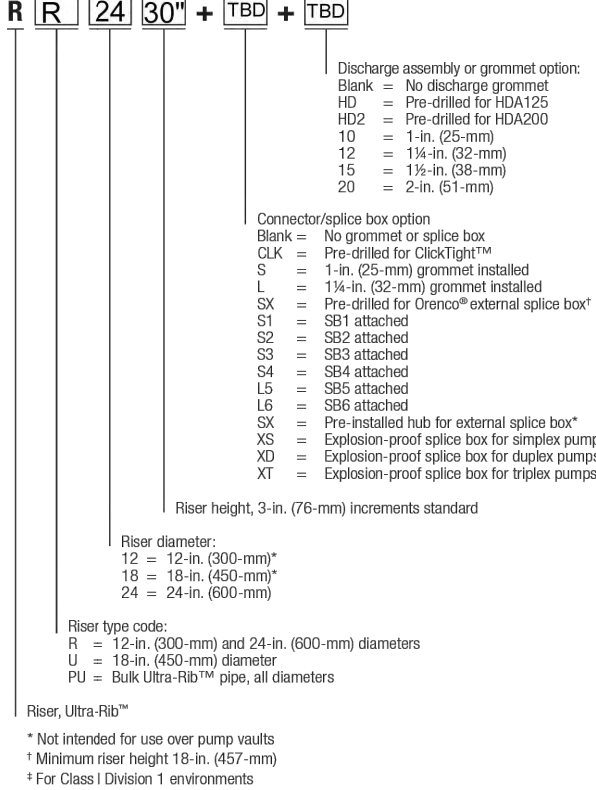 R R 24 30" + TBD + TBD
Discharge assembly or grommet option:
Blank = No discharge grommet
HD = Pre-drilled for HDA125
HD2 = Pre-drilled for HDA200
10 = 1-in. (25-mm)
12 = 1¼-in. (32-mm)
15 = 1½-in. (38-mm)
20 = 2-in. (51-mm)
Connector/splice box option
Blank = No grommet or splice box
CLK = Pre-drilled for ClickTight™
S = 1-in. (25-mm) grommet installed
L = 1¼-in. (32-mm) grommet installed
SX = Pre-drilled for Orenco® external splice box†
S1 = SB1 attached
S2 = SB2 attached
S3 = SB3 attached
S4 = SB4 attached
L5 = SB5 attached
L6 = SB6 attached
SX = Pre-installed hub for external splice box*
XS = Explosion-proof splice box for simplex pump
XD = Explosion-proof splice box for duplex pumps
XT = Explosion-proof splice box for triplex pumps
Riser height, 3-in. (76-mm) increments standard
Riser diameter:
12 = 12-in. (300-mm)*
18 = 18-in. (450-mm)*
24 = 24-in. (600-mm)
Riser type code:
R = 12-in. (300-mm) and 24-in. (600-mm) diameters
U = 18-in. (450-mm) diameter
PU = Bulk Ultra-Rib™ pipe, all diameters
Riser, Ultra-Rib™
* Not intended for use over pump vaults
† Minimum riser height 18-in. (457-mm)
‡ For Class I Division 1 environments